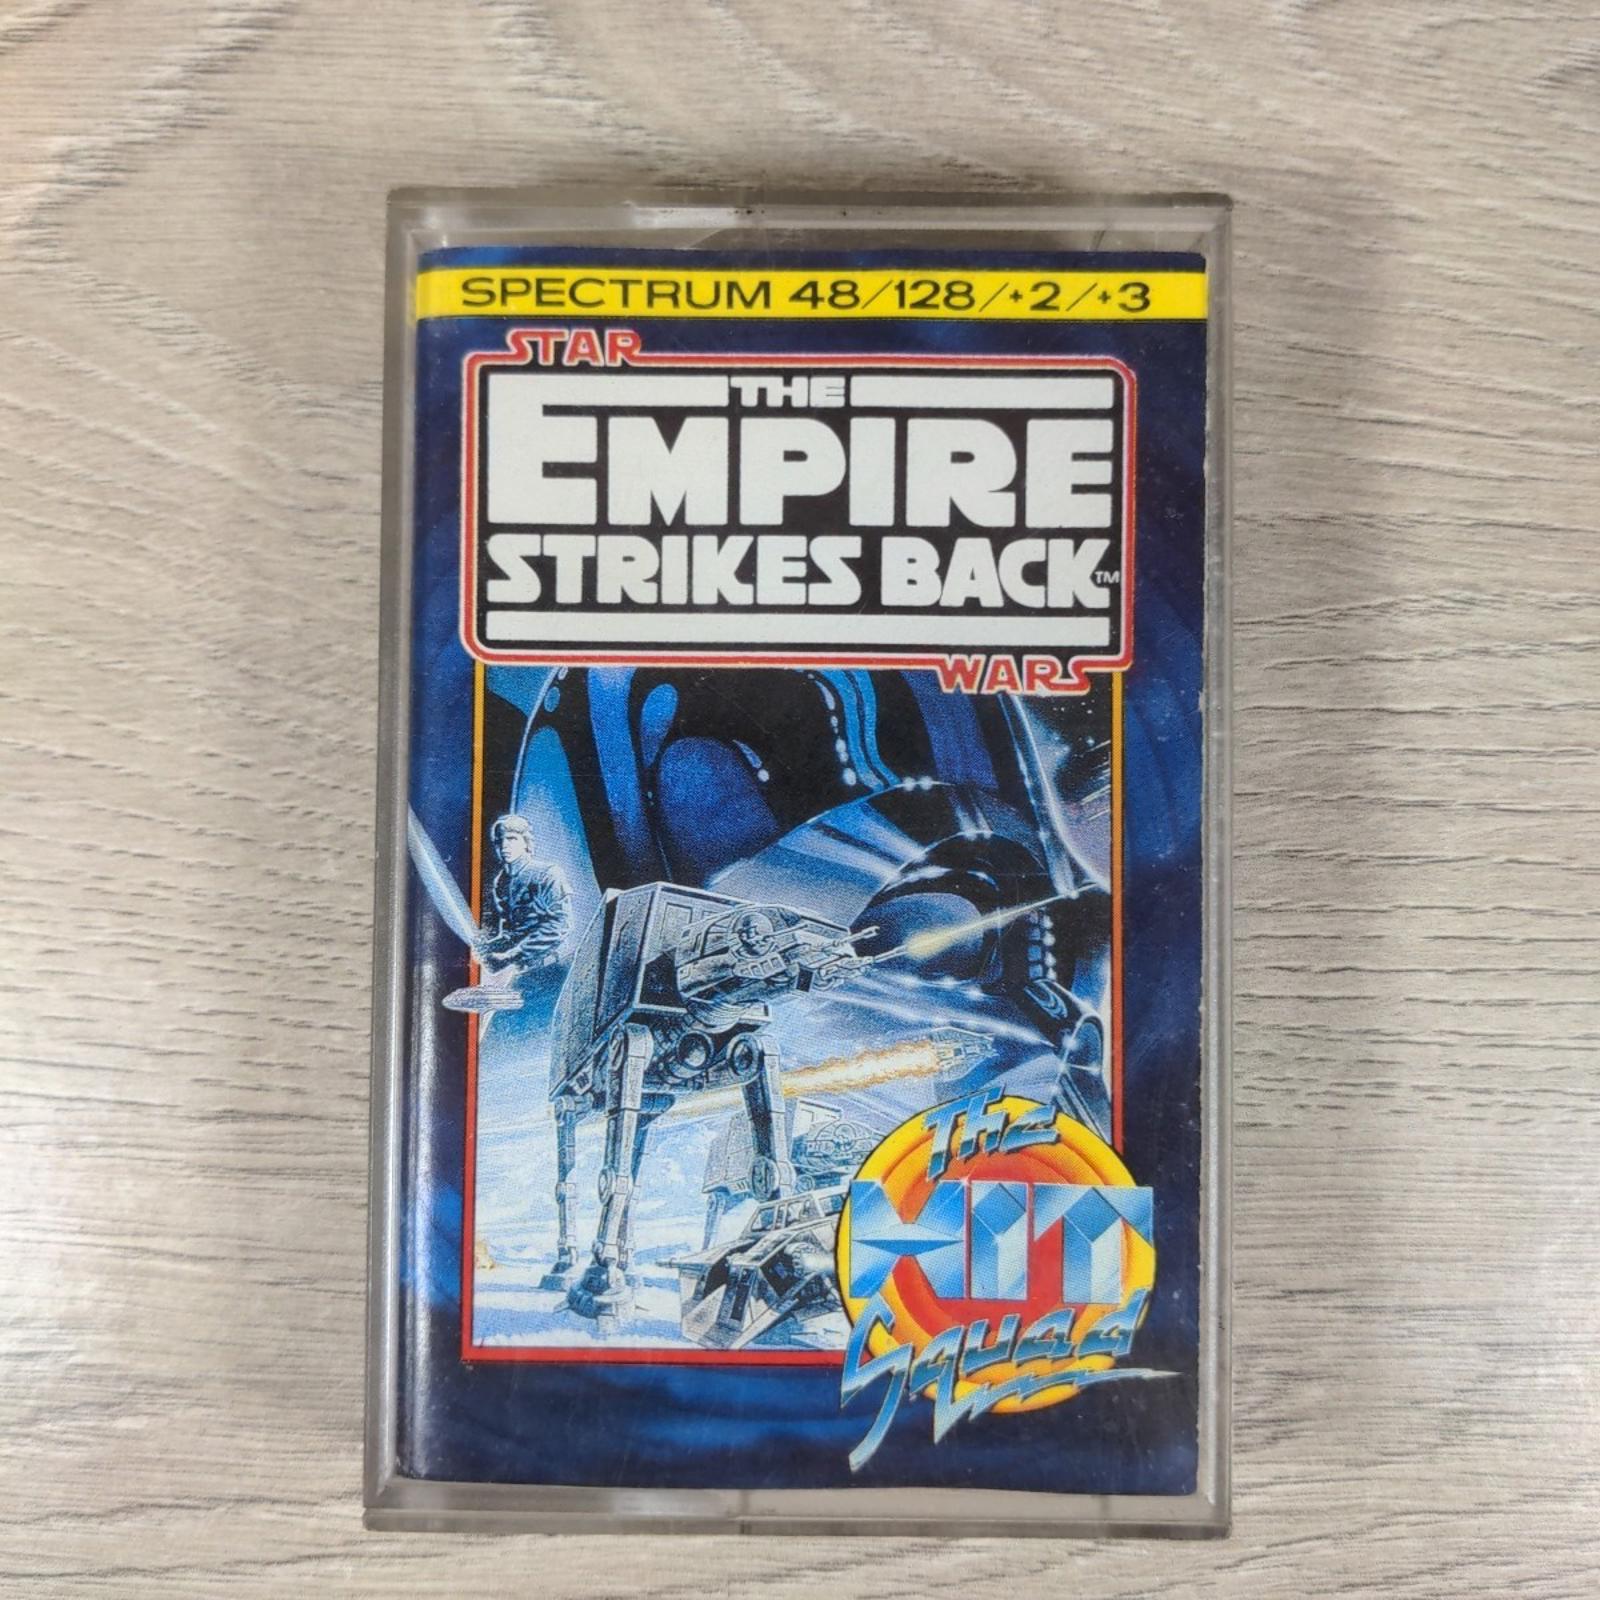 SPECTRUM 48/128/+2/+3
STAR
THE
EMPIRE
STRIKES BACK™
WARS
The
HIT
Squad